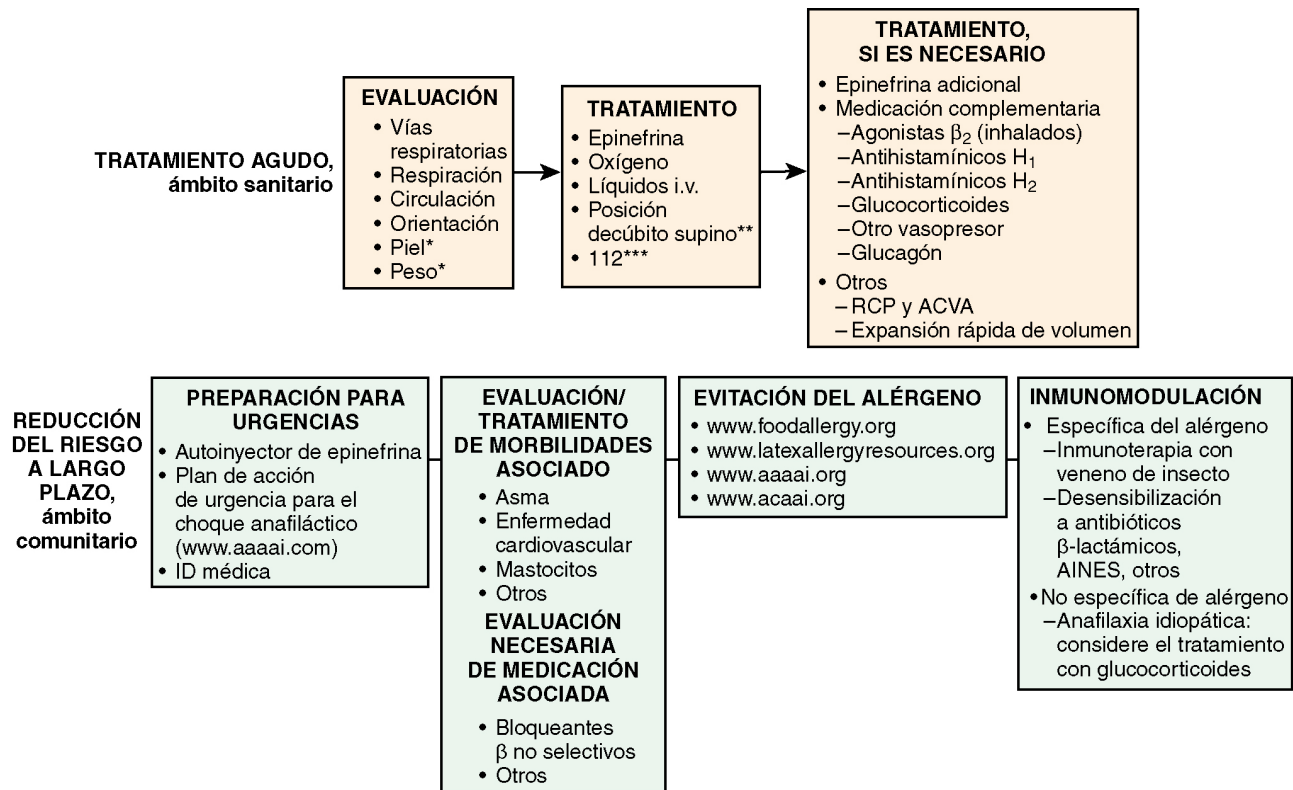 TRATAMIENTO AGUDO,
ámbito sanitario
EVALUACIÓN
• Vías
respiratorias
• Respiración
• Circulación
• Orientación
• Piel*
• Peso*
TRATAMIENTO
• Epinefrina
• Oxígeno
• Líquidos i.v.
• Posición
decúbito supino**
• 112***
TRATAMIENTO,
SI ES NECESARIO
• Epinefrina adicional
• Medicación complementaria
–Agonistas β₂ (inhalados)
–Antihistamínicos H₁
–Antihistamínicos H₂
–Glucocorticoides
–Otro vasopresor
–Glucagón
• Otros
– RCP y ACVA
– Expansión rápida de volumen
REDUCCIÓN
DEL RIESGO
A LARGO
PLAZO,
ámbito
comunitario
PREPARACIÓN PARA
URGENCIAS
• Autoinyector de epinefrina
• Plan de acción
de urgencia para el
choque anafiláctico
(www.aaaai.com)
• ID médica
EVALUACIÓN/
TRATAMIENTO
DE MORBILIDADES
ASOCIADO
• Asma
• Enfermedad
cardiovascular
• Mastocitos
• Otros
EVALUACIÓN
NECESARIA
DE MEDICACIÓN
ASOCIADA
• Bloqueantes
β no selectivos
• Otros
EVITACIÓN DEL ALÉRGENO
• www.foodallergy.org
• www.latexallergyresources.org
• www.aaaai.org
• www.acaai.org
INMUNOMODULACIÓN
• Específica del alérgeno
–Inmunoterapia con
veneno de insecto
–Desensibilización
a antibióticos
β-lactámicos,
AINES, otros
•No específica de alérgeno
–Anafilaxia idiopática:
considere el tratamiento
con glucocorticoides